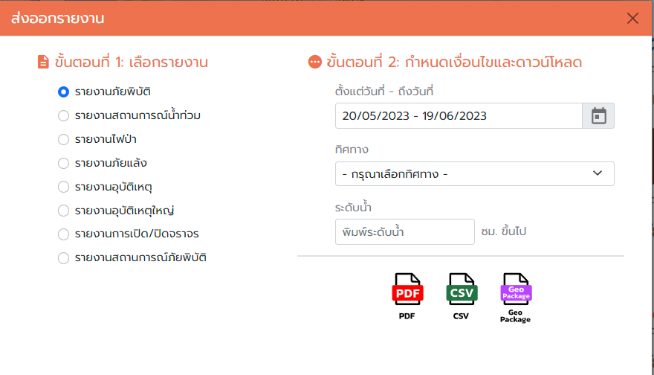 ส่งออกรายงาน
ขั้นตอนที่ 1: เลือกรายงาน
รายงานภัยพิบัติ
รายงานสถานการณ์น้ำท่วม
รายงานไฟป่า
รายงานภัยแล้ง
รายงานอุบัติเหตุ
รายงานอุบัติเหตุใหญ่
รายงานการเปิด/ปิดจราจร
รายงานสถานการณ์ภัยพิบัติ
ขั้นตอนที่ 2: กำหนดเงื่อนไขและดาวน์โหลด
ตั้งแต่วันที่ - ถึงวันที่
20/05/2023 - 19/06/2023
ทิศทาง
- กรุณาเลือกทิศทาง -
ระดับน้ำ
พิมพ์ระดับน้ำ ซม. ขึ้นไป
PDF
CSV
Geo
Package
PDF
CSV
Geo
Package